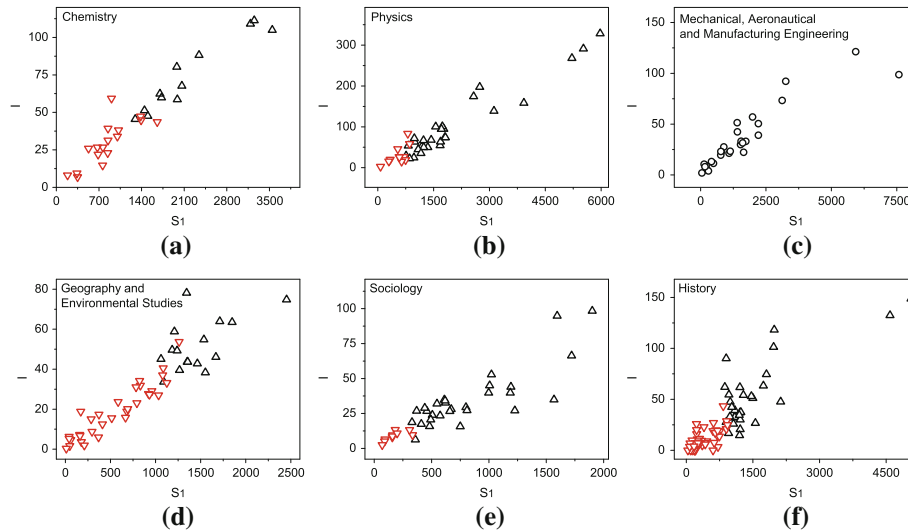 Chemistry
I
100
75
50
25
0
0
700
1400
2100
2800
3500
S1
(a)
Physics
I
300
200
100
0
0
1500
3000
4500
6000
S1
(b)
Mechanical, Aeronautical
and Manufacturing Engineering
I
150
100
50
0
0
2500
5000
7500
S1
(c)
Geography and
Environmental Studies
I
80
60
40
20
0
0
500
1000
1500
2000
2500
S1
(d)
Sociology
I
100
75
50
25
0
0
500
1000
1500
2000
S1
(e)
History
I
150
100
50
0
0
1500
3000
4500
S1
(f)